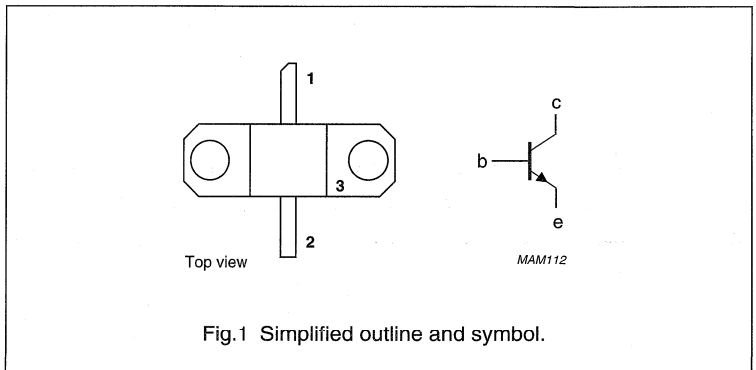 1
c
b
3
e
2
Top view
MAM112
Fig.1 Simplified outline and symbol.